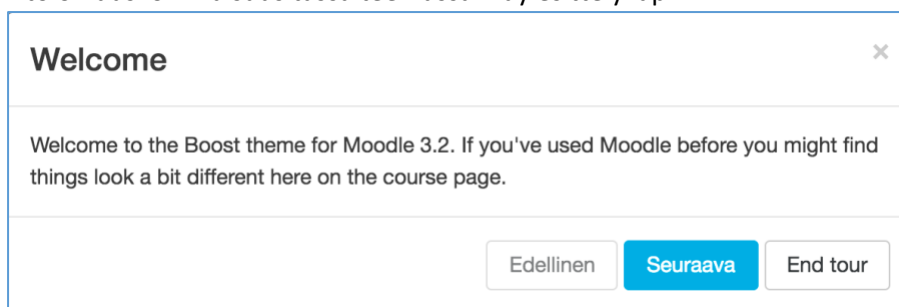 Welcome
×
Welcome to the Boost theme for Moodle 3.2. If you've used Moodle before you might find
things look a bit different here on the course page.
Edellinen
Seuraava
End tour